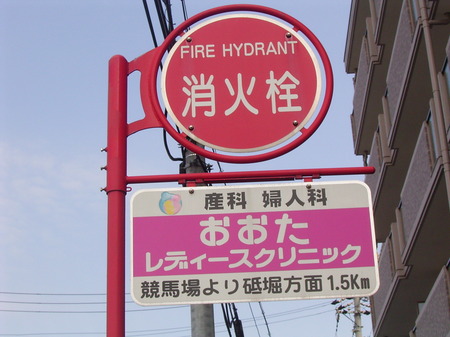 FIRE HYDRANT
消火栓
産科 婦人科
おおた
レディースクリニック
競馬場より砥堀方面1.5Km